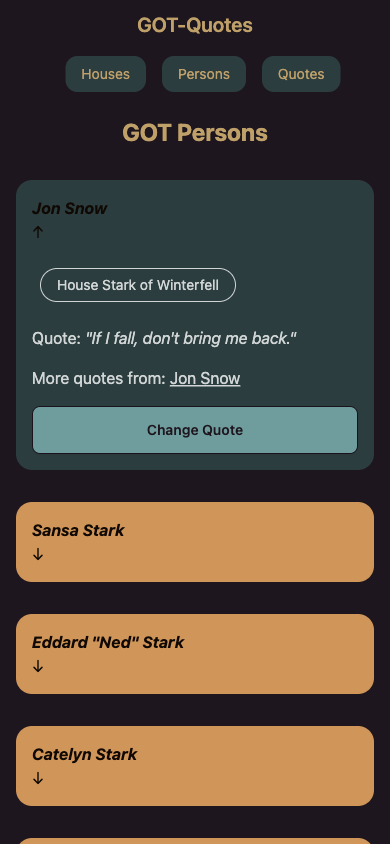 GOT-Quotes
Houses Persons Quotes
GOT Persons
Jon Snow
↑
House Stark of Winterfell
Quote: "If I fall, don't bring me back."
More quotes from: Jon Snow
Change Quote
Sansa Stark
↓
Eddard "Ned" Stark
↓
Catelyn Stark
↓